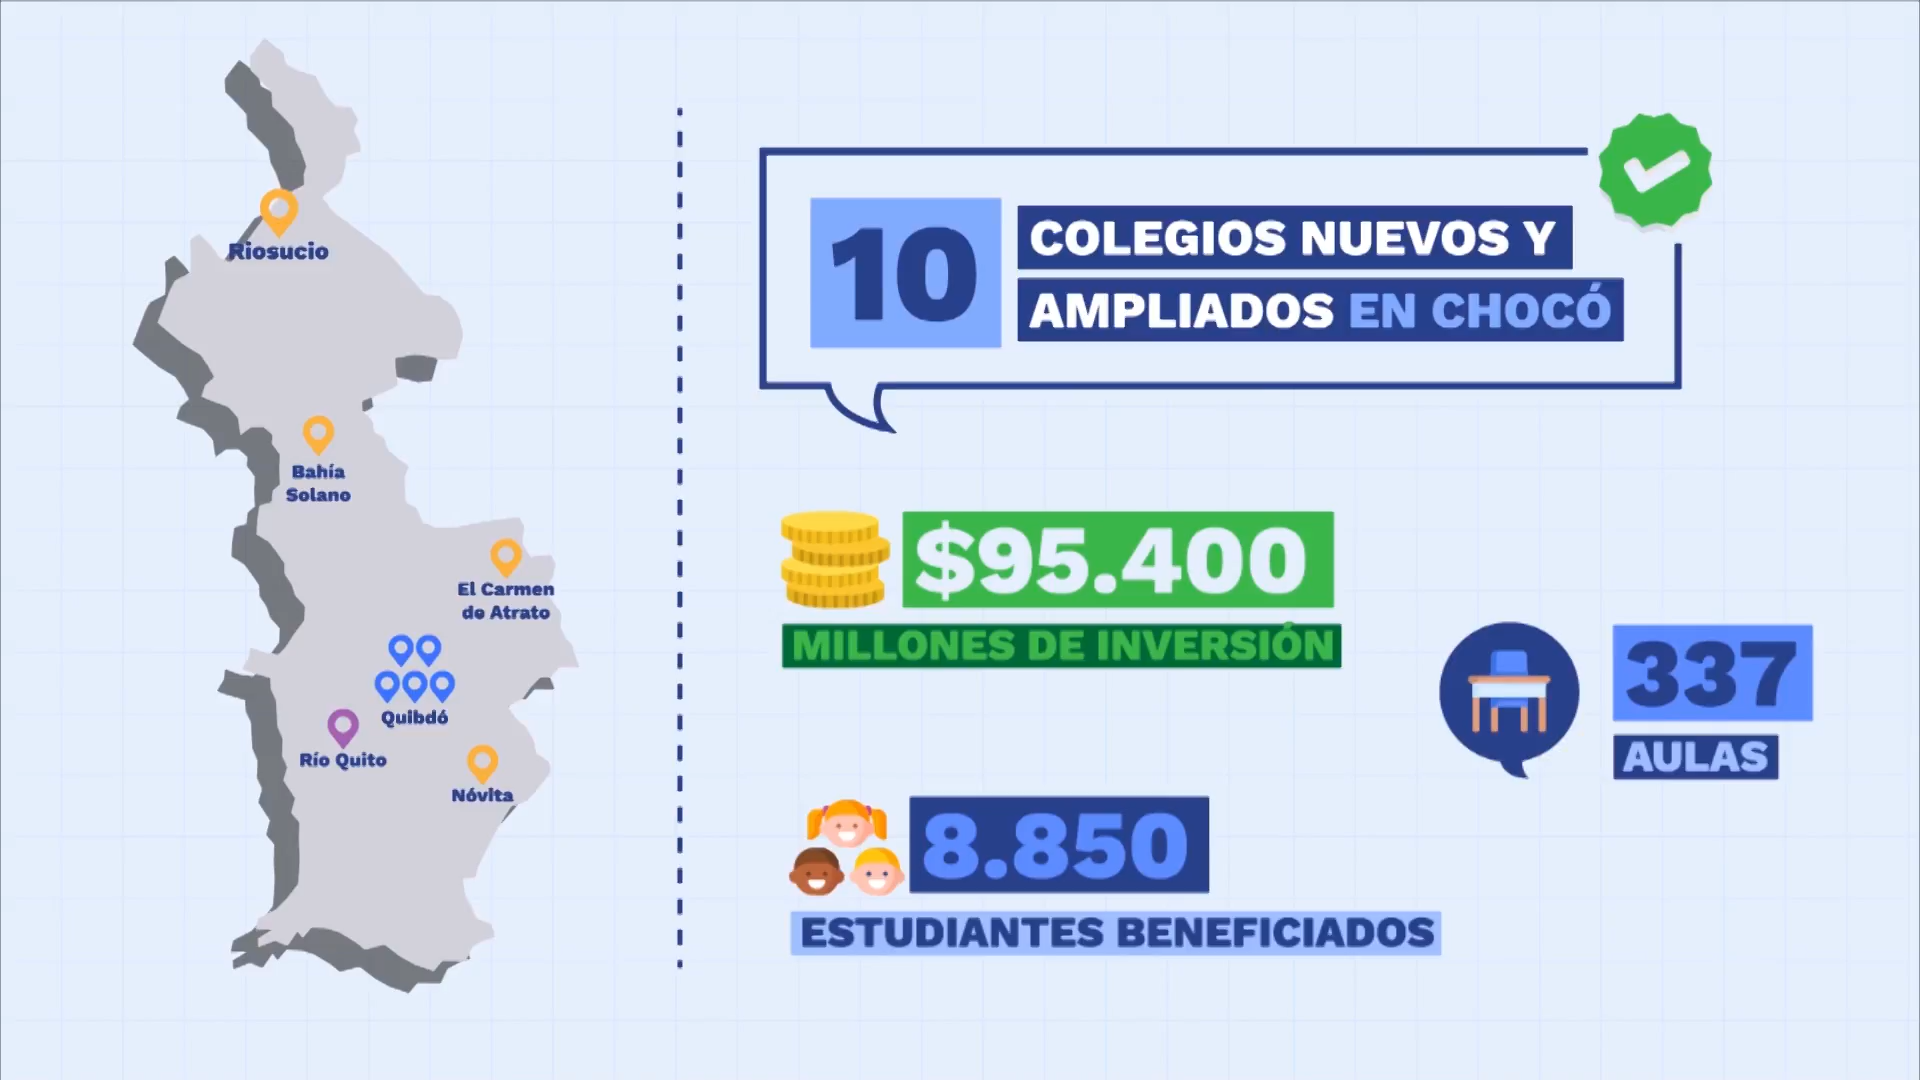 Riosucio
Bahía
Solano
El Carmen
de Atrato
Quibdó
Río Quito
Nóvita
10
COLEGIOS NUEVOS Y
AMPLIADOS EN CHOCÓ
$95.400
MILLONES DE INVERSIÓN
337
AULAS
8.850
ESTUDIANTES BENEFICIADOS